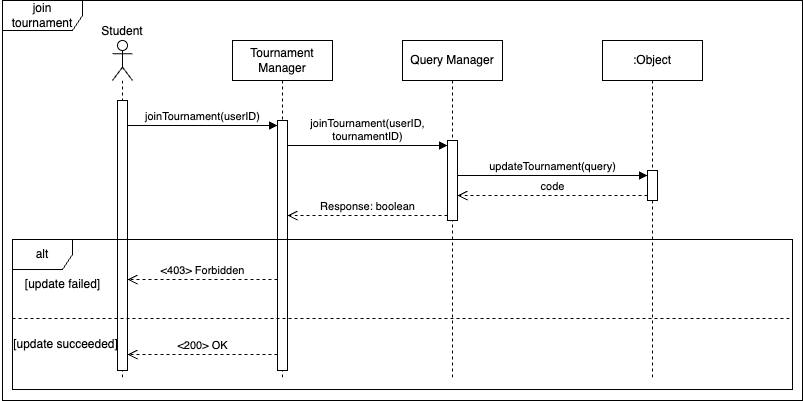 join
tournament
Student
Tournament
Manager
Query Manager
:Object
joinTournament(userID)
joinTournament(userID,
tournamentID)
updateTournament(query)
code
Response: boolean
alt
<403> Forbidden
[update failed]
[update succeeded]
<200> OK